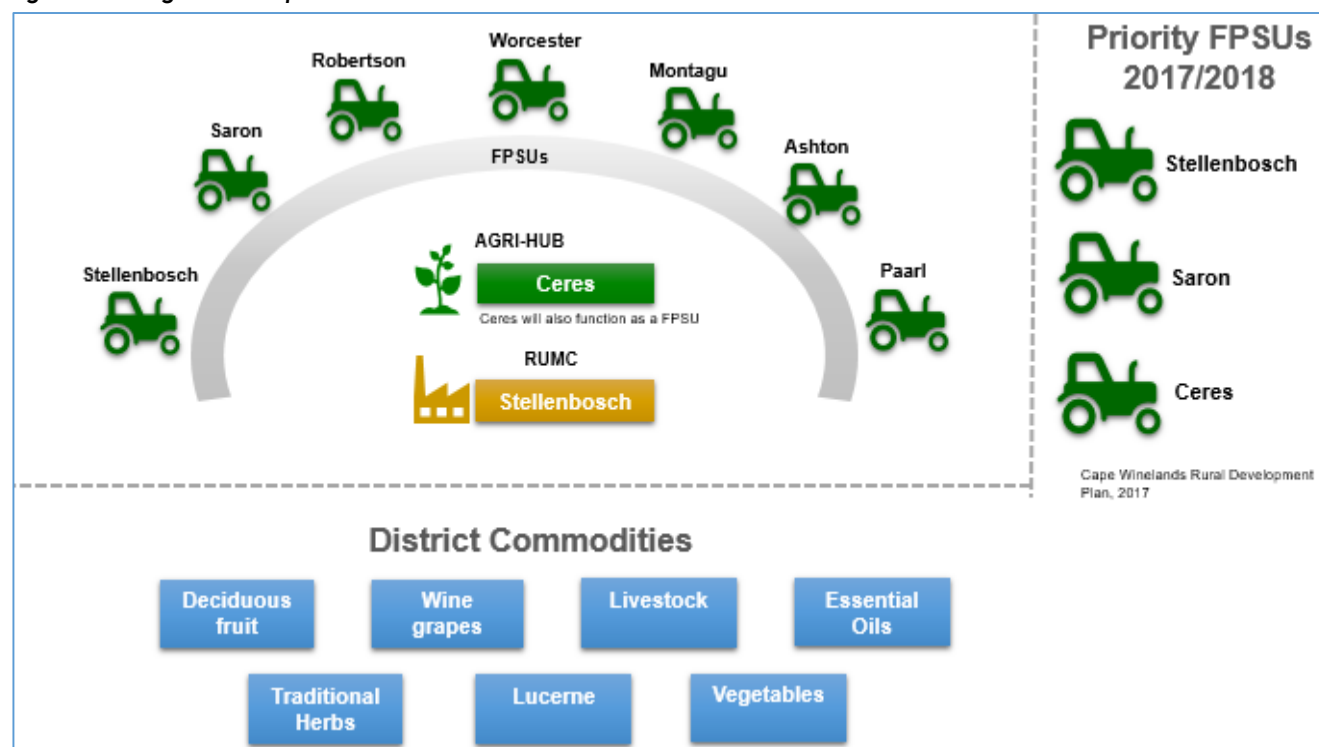 Worcester
Robertson
Montagu
Saron
Ashton
FPSUs
Stellenbosch
Paarl
AGRI-HUB
Ceres
Ceres will also function as a FPSU
RUMC
Stellenbosch
Priority FPSUs
2017/2018
Stellenbosch
Saron
Ceres
Cape Winelands Rural Development
Plan, 2017
District Commodities
Deciduous
fruit
Wine
grapes
Livestock
Essential
Oils
Traditional
Herbs
Lucerne
Vegetables